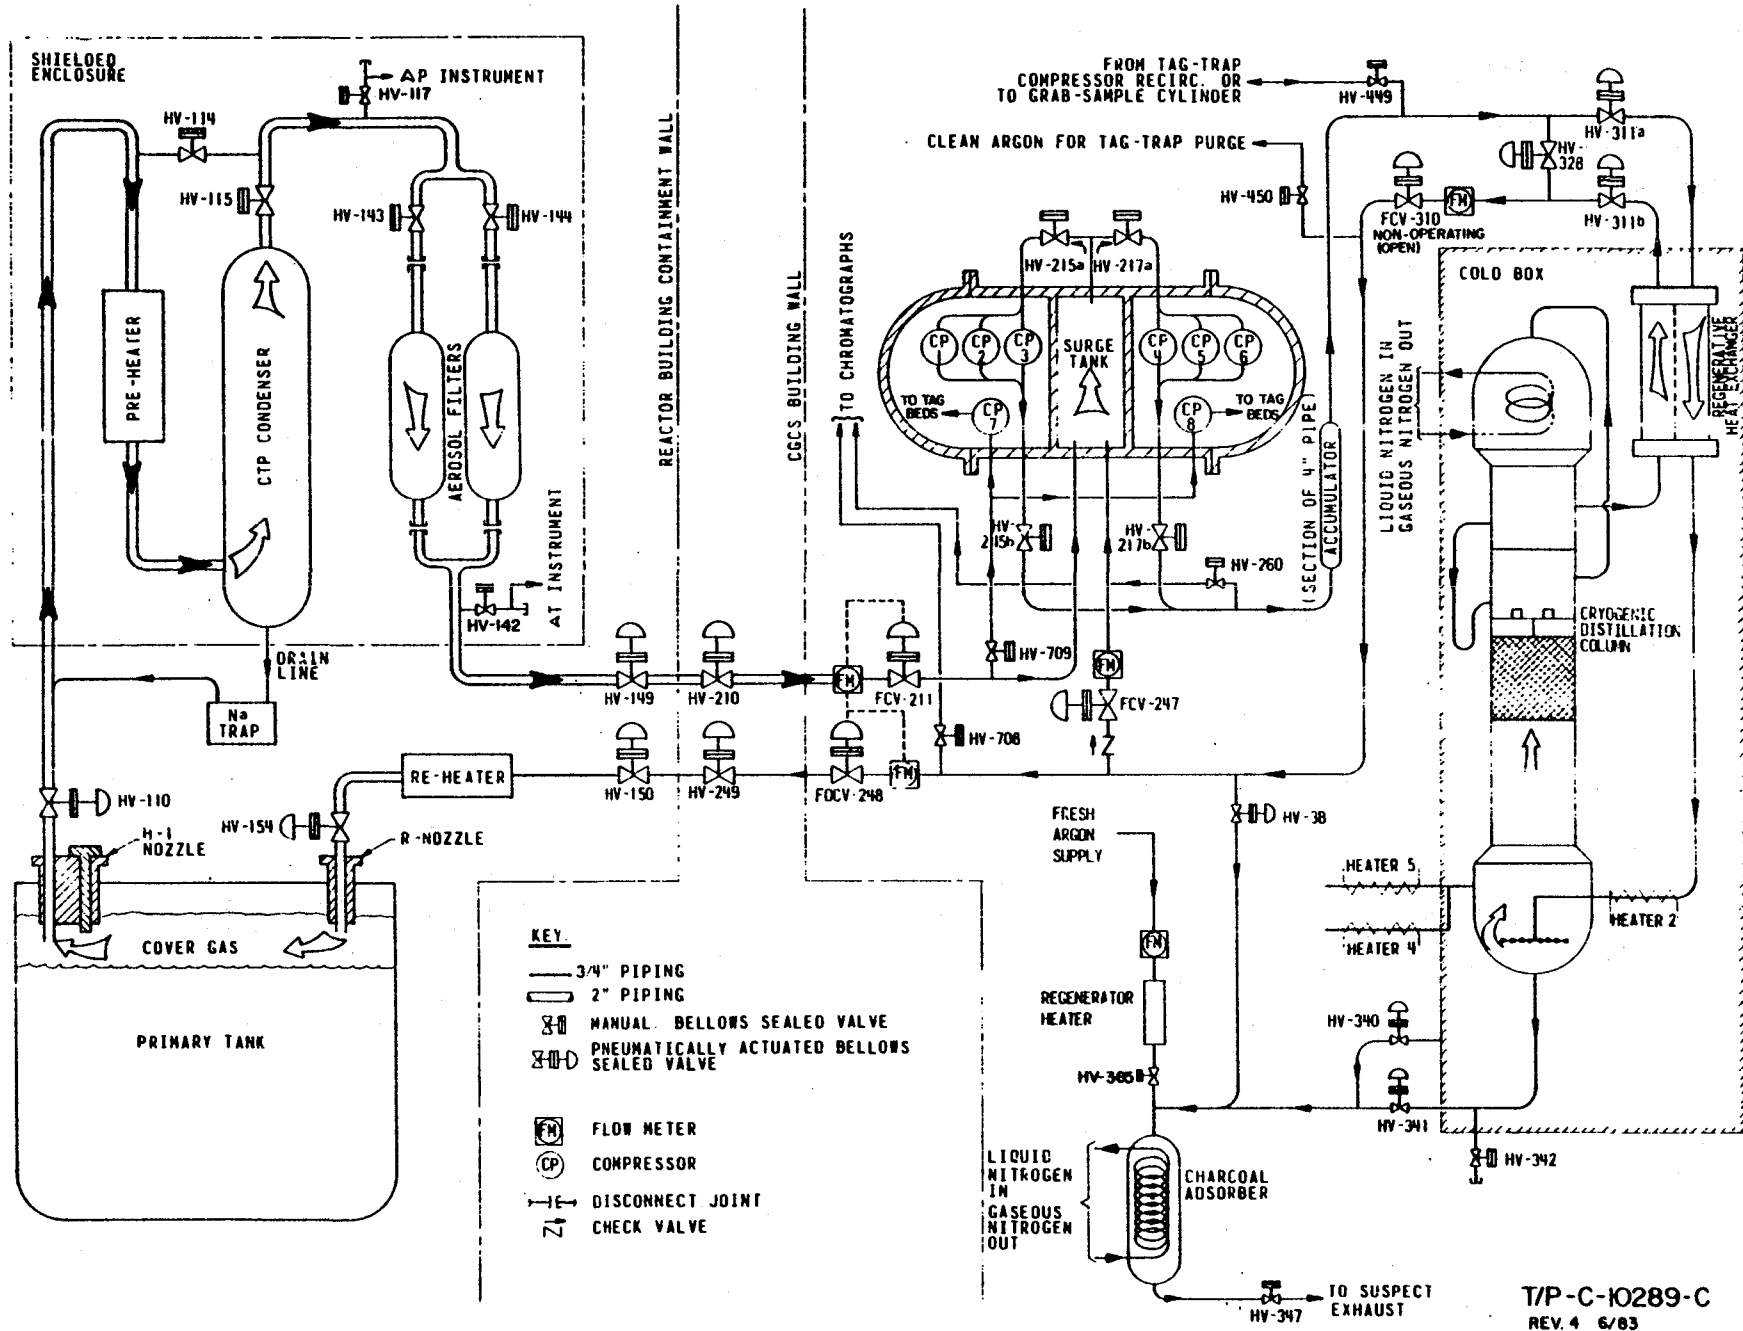 SHIELDED
ENCLOSURE
HV-114
HV-115
ΔP INSTRUMENT
HV-117
HV-143
HV-144
PRE-HEATER
CTP CONDENSER
AEROSOL FILTERS
ΔT INSTRUMENT
HV-142
DRAIN
LINE
Na
TRAP
HV-110
H-1
NOZZLE
HV-154
R-NOZZLE
RE-HEATER
COVER GAS
PRIMARY TANK
REACTOR BUILDING CONTAINMENT WALL
CGCS BUILDING WALL
HV-149
HV-210
FM
FCV-211
HV-150
HV-249
FDCV-248
FM
TO CHROMATOGRAPHS
FROM TAG-TRAP
COMPRESSOR RECIRC. OR
TO GRAB-SAMPLE CYLINDER
HV-449
CLEAN ARGON FOR TAG-TRAP PURGE
HV-450
HV-215a
HV-217a
CP
1
CP
2
CP
3
SURGE
TANK
CP
4
CP
5
CP
6
TO TAG
BEDS
CP
7
CP
8
TO TAG
BEDS
HV-
215b
HV-
217b
HV-260
HV-709
FM
FCV-247
HV-708
(SECTION OF 4" PIPE)
ACCUMULATOR
HV-311a
HV-
328
FCV-310
NON-OPERATING
(OPEN)
FM
HV-311b
COLD BOX
LIQUID NITROGEN IN
GASEOUS NITROGEN OUT
REGENERATIVE
HEAT EXCHANGER
CRYOGENIC
DISTILLATION
COLUMN
HEATER 5
HEATER 4
HEATER 2
HV-38
FRESH
ARGON
SUPPLY
FM
REGENERATOR
HEATER
HV-365
HV-340
HV-341
HV-342
LIQUID
NITROGEN
IN
GASEOUS
NITROGEN
OUT
CHARCOAL
ADSORBER
HV-347
TO SUSPECT
EXHAUST
KEY
3/4" PIPING
2" PIPING
MANUAL BELLOWS SEALED VALVE
PNEUMATICALLY ACTUATED BELLOWS
SEALED VALVE
FM FLOW METER
CP COMPRESSOR
DISCONNECT JOINT
CHECK VALVE
T/P-C-10289-C
REV. 4 6/83